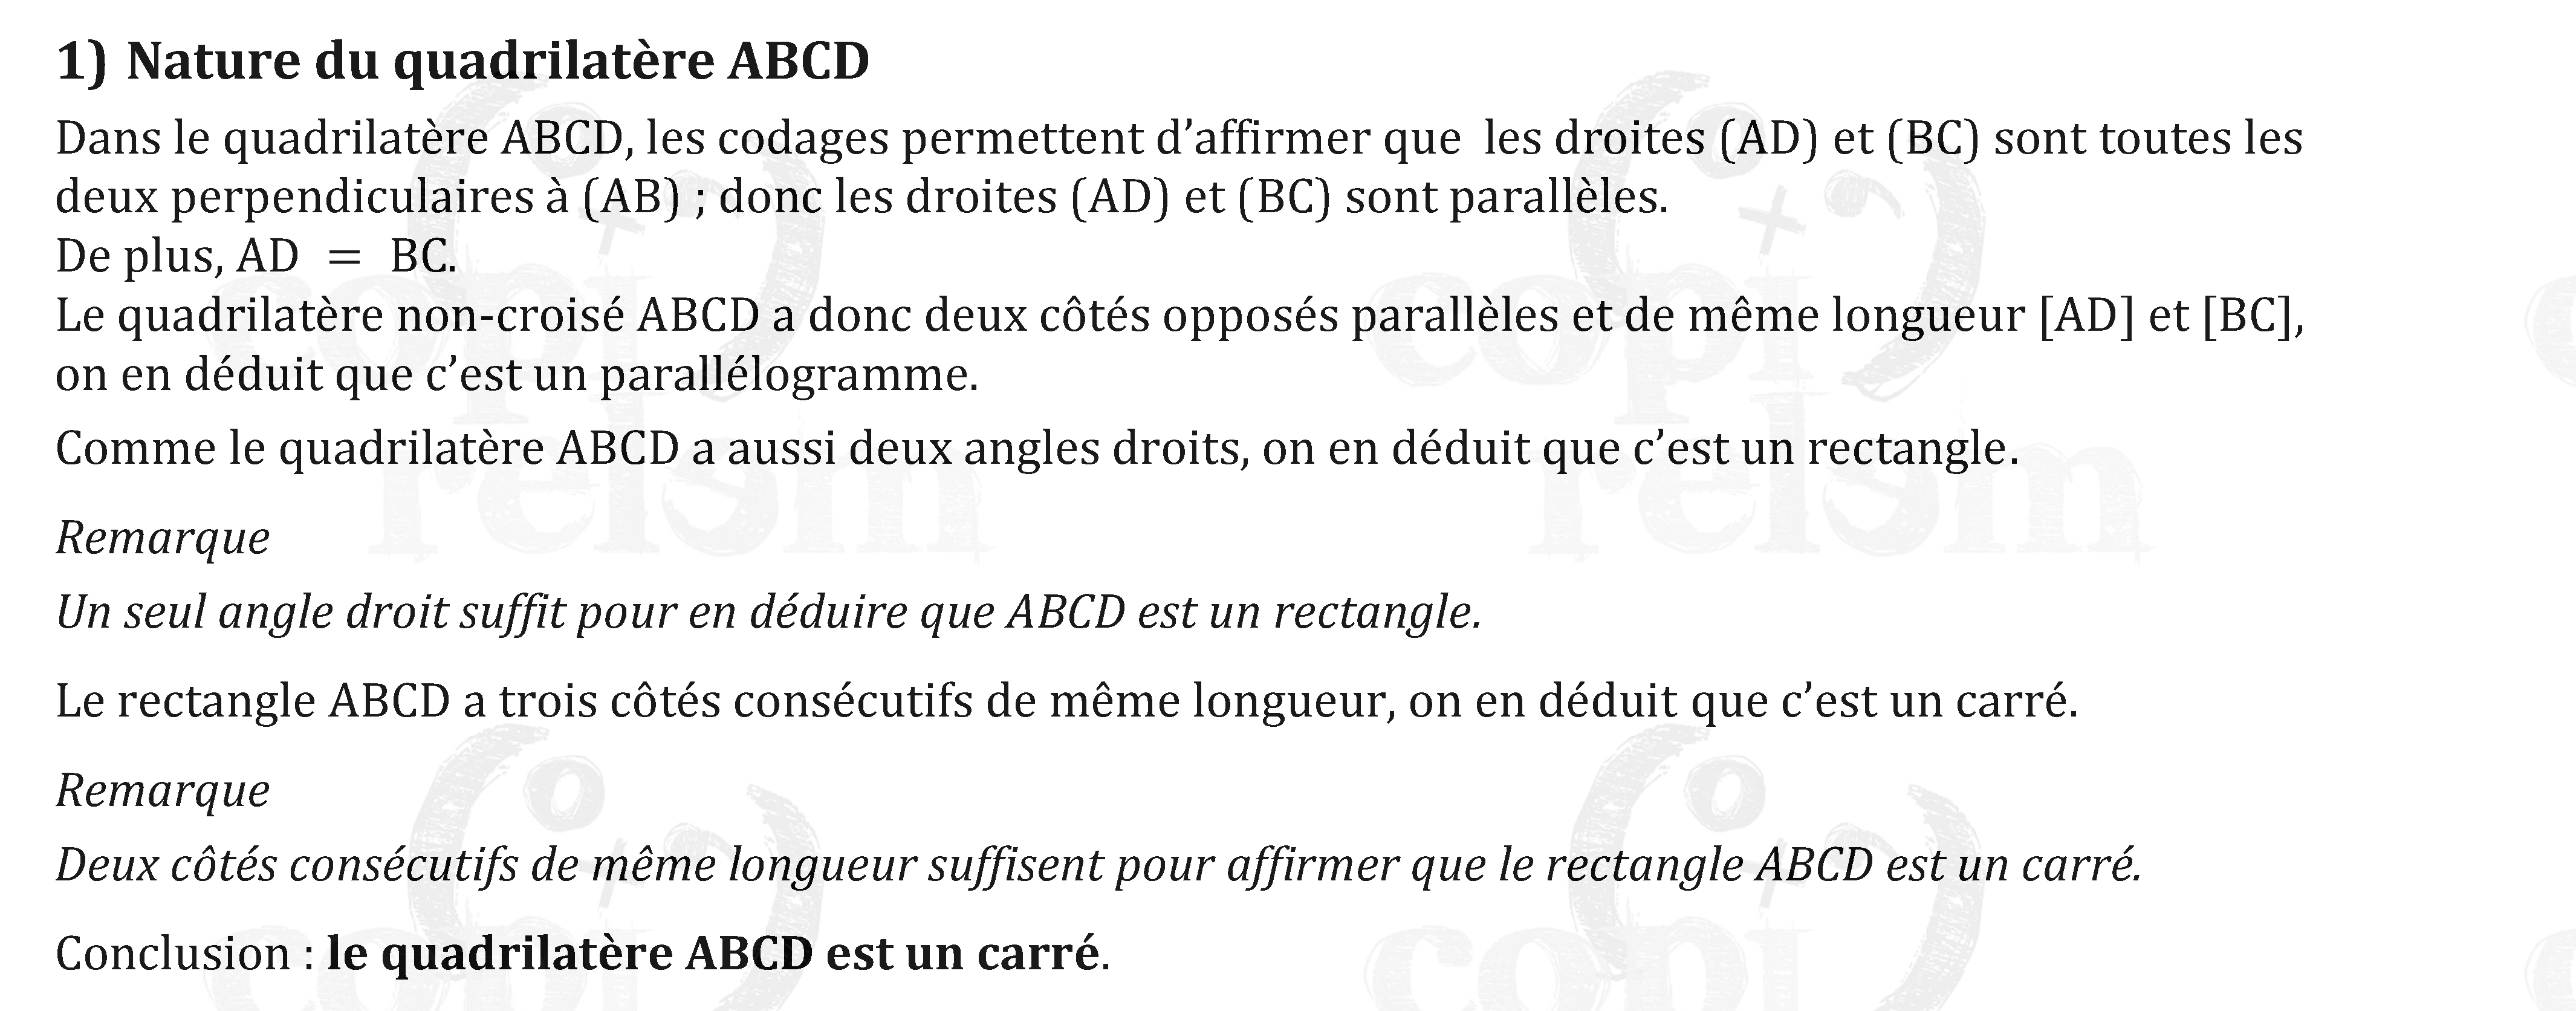 1) Nature du quadrilatère ABCD
Dans le quadrilatère ABCD, les codages permettent d’affirmer que les droites (AD) et (BC) sont toutes les
deux perpendiculaires à (AB) ; donc les droites (AD) et (BC) sont parallèles.
De plus, AD = BC.
Le quadrilatère non-croisé ABCD a donc deux côtés opposés parallèles et de même longueur [AD] et [BC],
on en déduit que c’est un parallélogramme.
Comme le quadrilatère ABCD a aussi deux angles droits, on en déduit que c’est un rectangle.
Remarque
Un seul angle droit suffit pour en déduire que ABCD est un rectangle.
Le rectangle ABCD a trois côtés consécutifs de même longueur, on en déduit que c’est un carré.
Remarque
Deux côtés consécutifs de même longueur suffisent pour affirmer que le rectangle ABCD est un carré.
Conclusion : le quadrilatère ABCD est un carré.